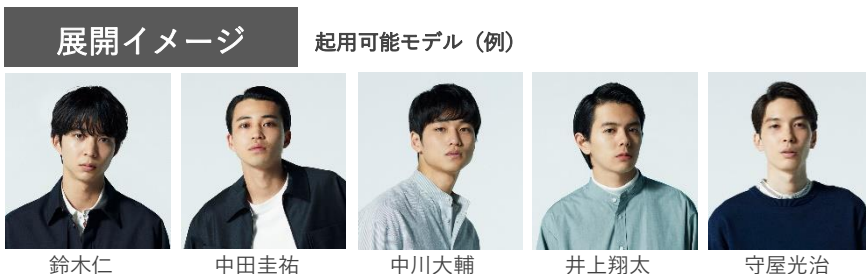 展開イメージ
起用可能モデル（例）
鈴木仁
中田圭祐
中川大輔
井上翔太
守屋光治